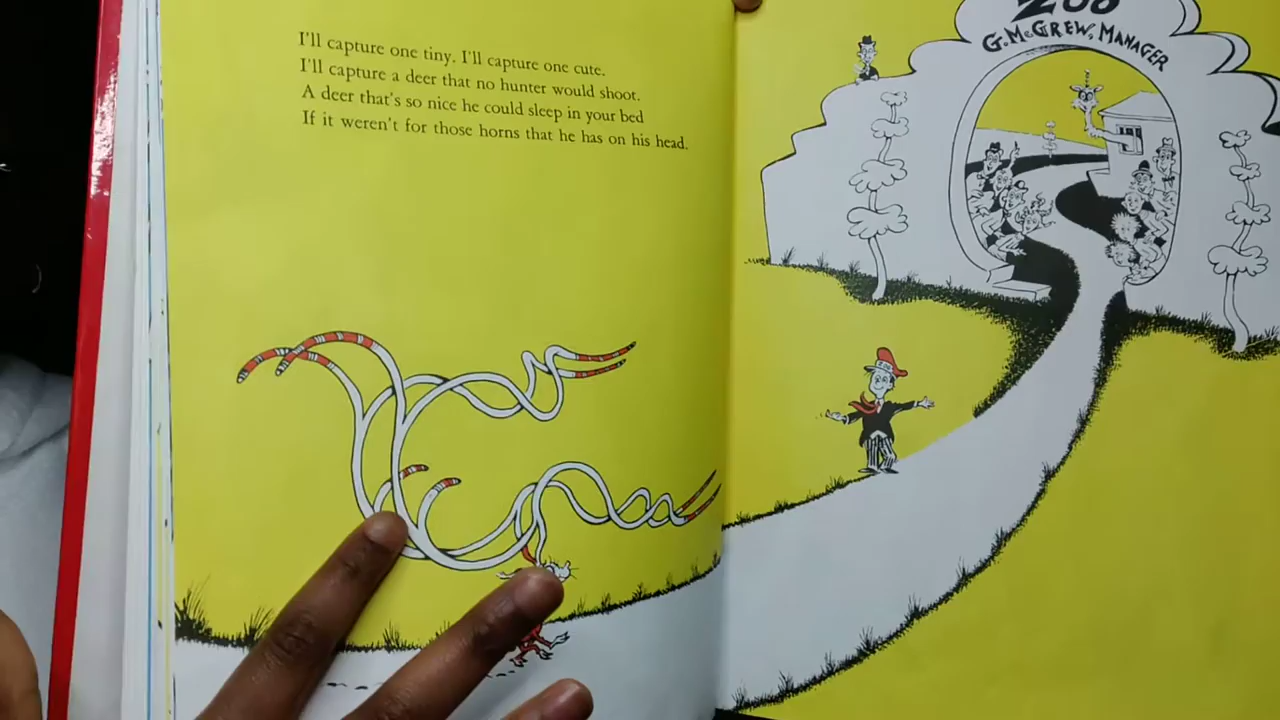 I'll capture one tiny. I'll capture one cute.
I'll capture a deer that no hunter would shoot.
A deer that's so nice he could sleep in your bed
If it weren't for those horns that he has on his head.
ZOO
G. McGREW, MANAGER